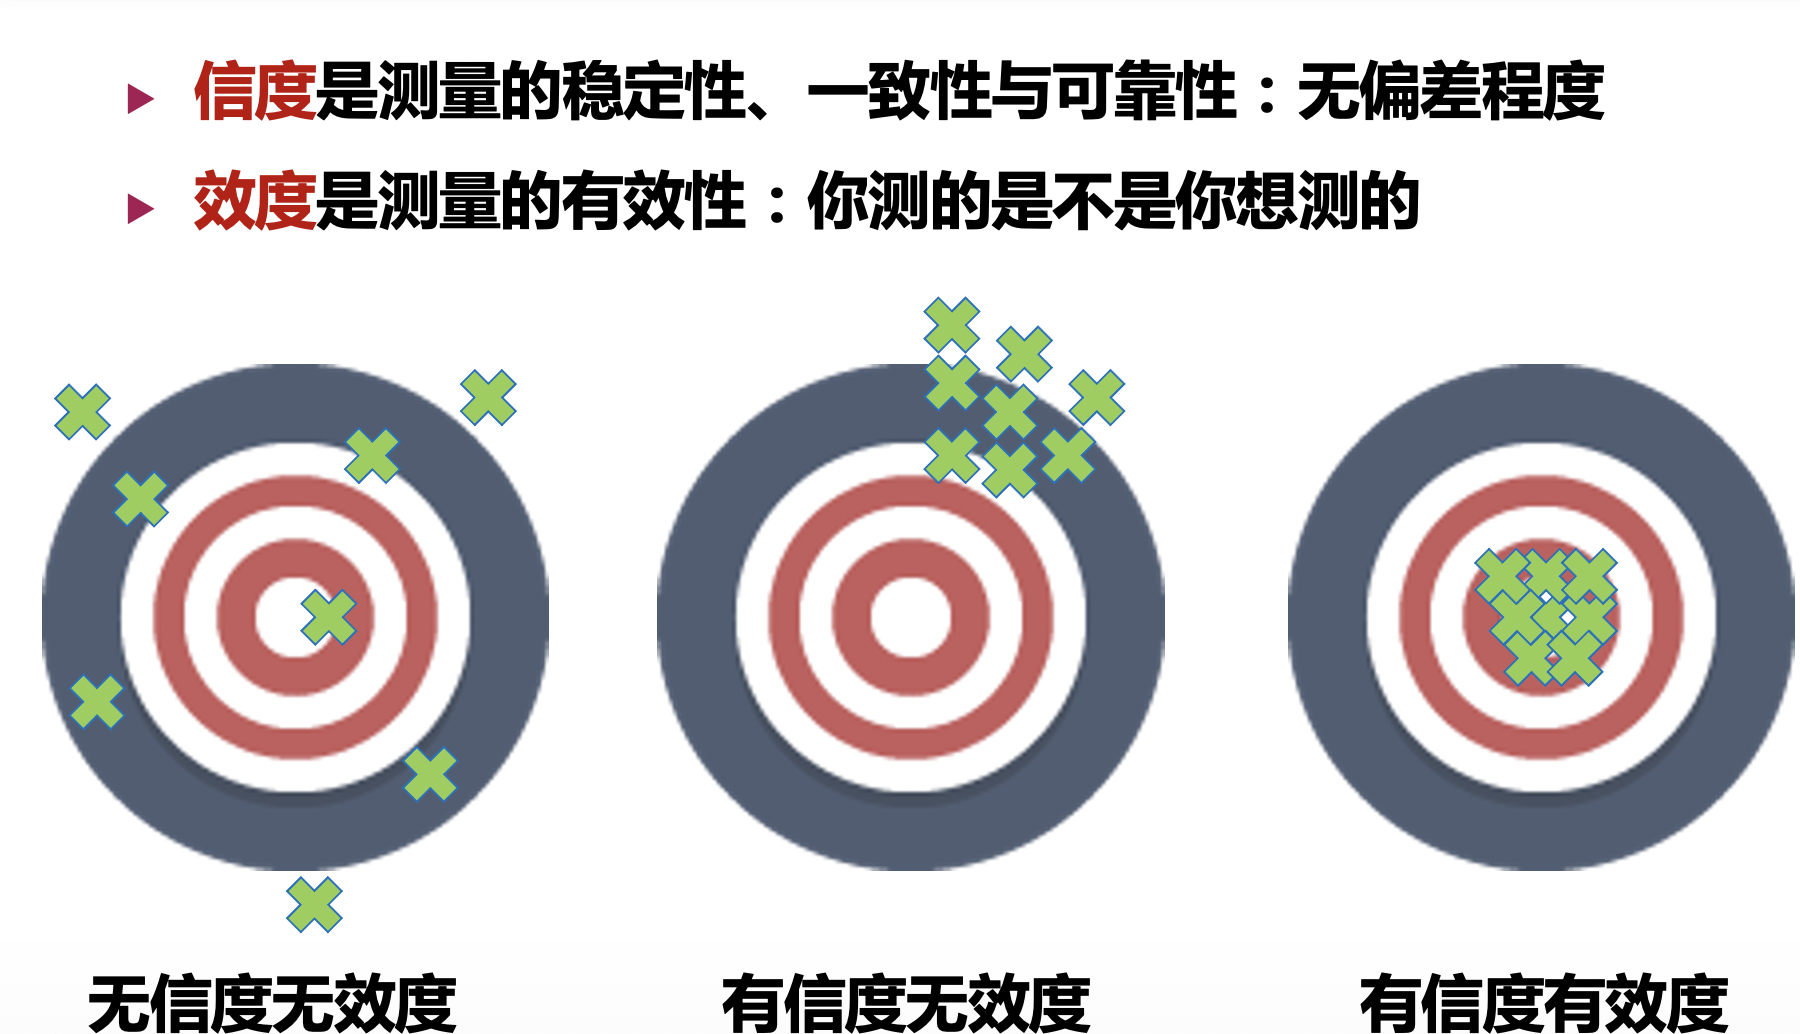 信度是测量的稳定性、一致性与可靠性：无偏差程度
效度是测量的有效性：你测的是不是你想测的
无信度无效度
有信度无效度
有信度有效度